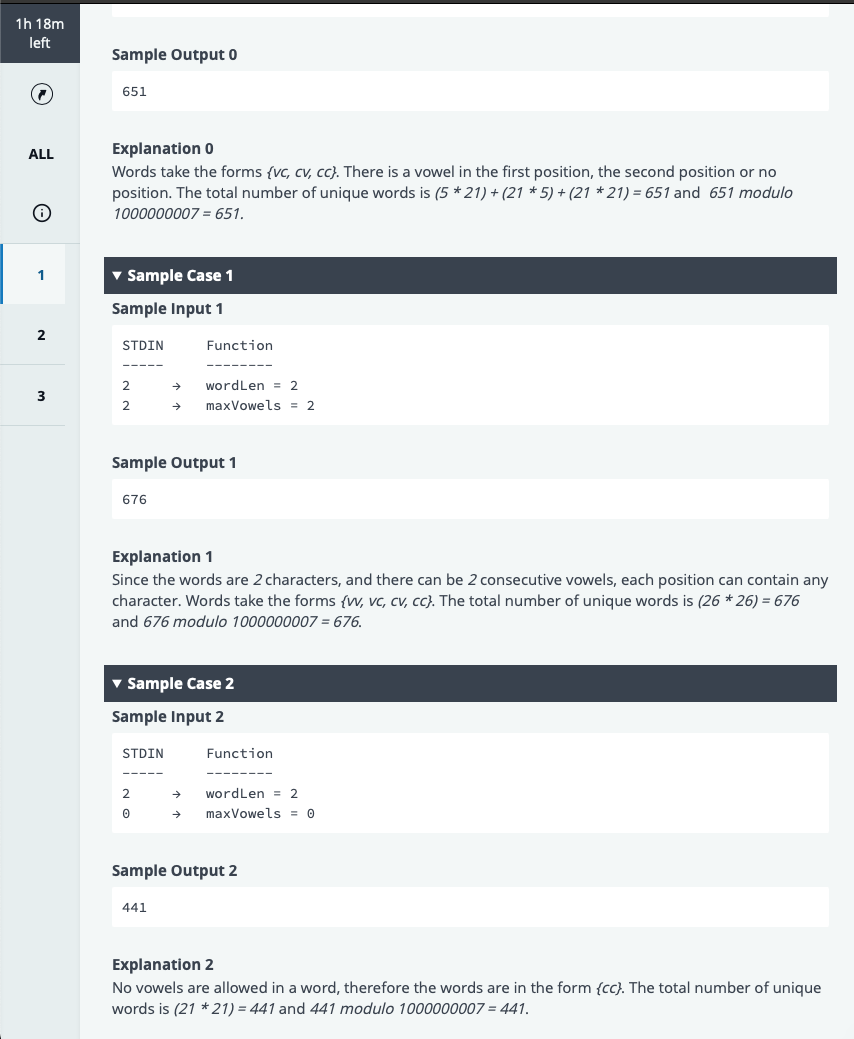 1h 18m
left
ALL
1
2
3
Sample Output 0
651
Explanation 0
Words take the forms {vc, cv, cc}. There is a vowel in the first position, the second position or no
position. The total number of unique words is (5 * 21) + (21 * 5) + (21 * 21) = 651 and  651 modulo
1000000007 = 651.
▼ Sample Case 1
Sample Input 1
STDIN     Function
-----     --------
2     →   wordLen = 2
2     →   maxVowels = 2
Sample Output 1
676
Explanation 1
Since the words are 2 characters, and there can be 2 consecutive vowels, each position can contain any
character. Words take the forms {vv, vc, cv, cc}. The total number of unique words is (26 * 26) = 676
and 676 modulo 1000000007 = 676.
▼ Sample Case 2
Sample Input 2
STDIN     Function
-----     --------
2     →   wordLen = 2
0     →   maxVowels = 0
Sample Output 2
441
Explanation 2
No vowels are allowed in a word, therefore the words are in the form {cc}. The total number of unique
words is (21 * 21) = 441 and 441 modulo 1000000007 = 441.